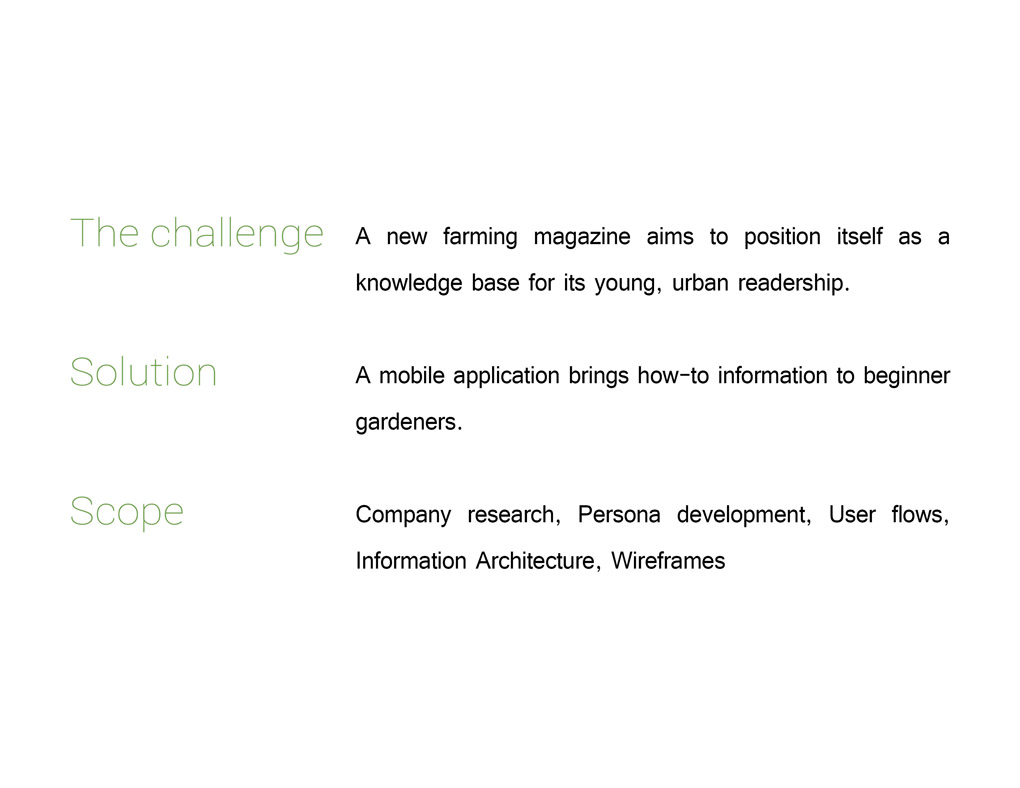 The challenge
A new farming magazine aims to position itself as a
knowledge base for its young, urban readership.
Solution
A mobile application brings how-to information to beginner
gardeners.
Scope
Company research, Persona development, User flows,
Information Architecture, Wireframes